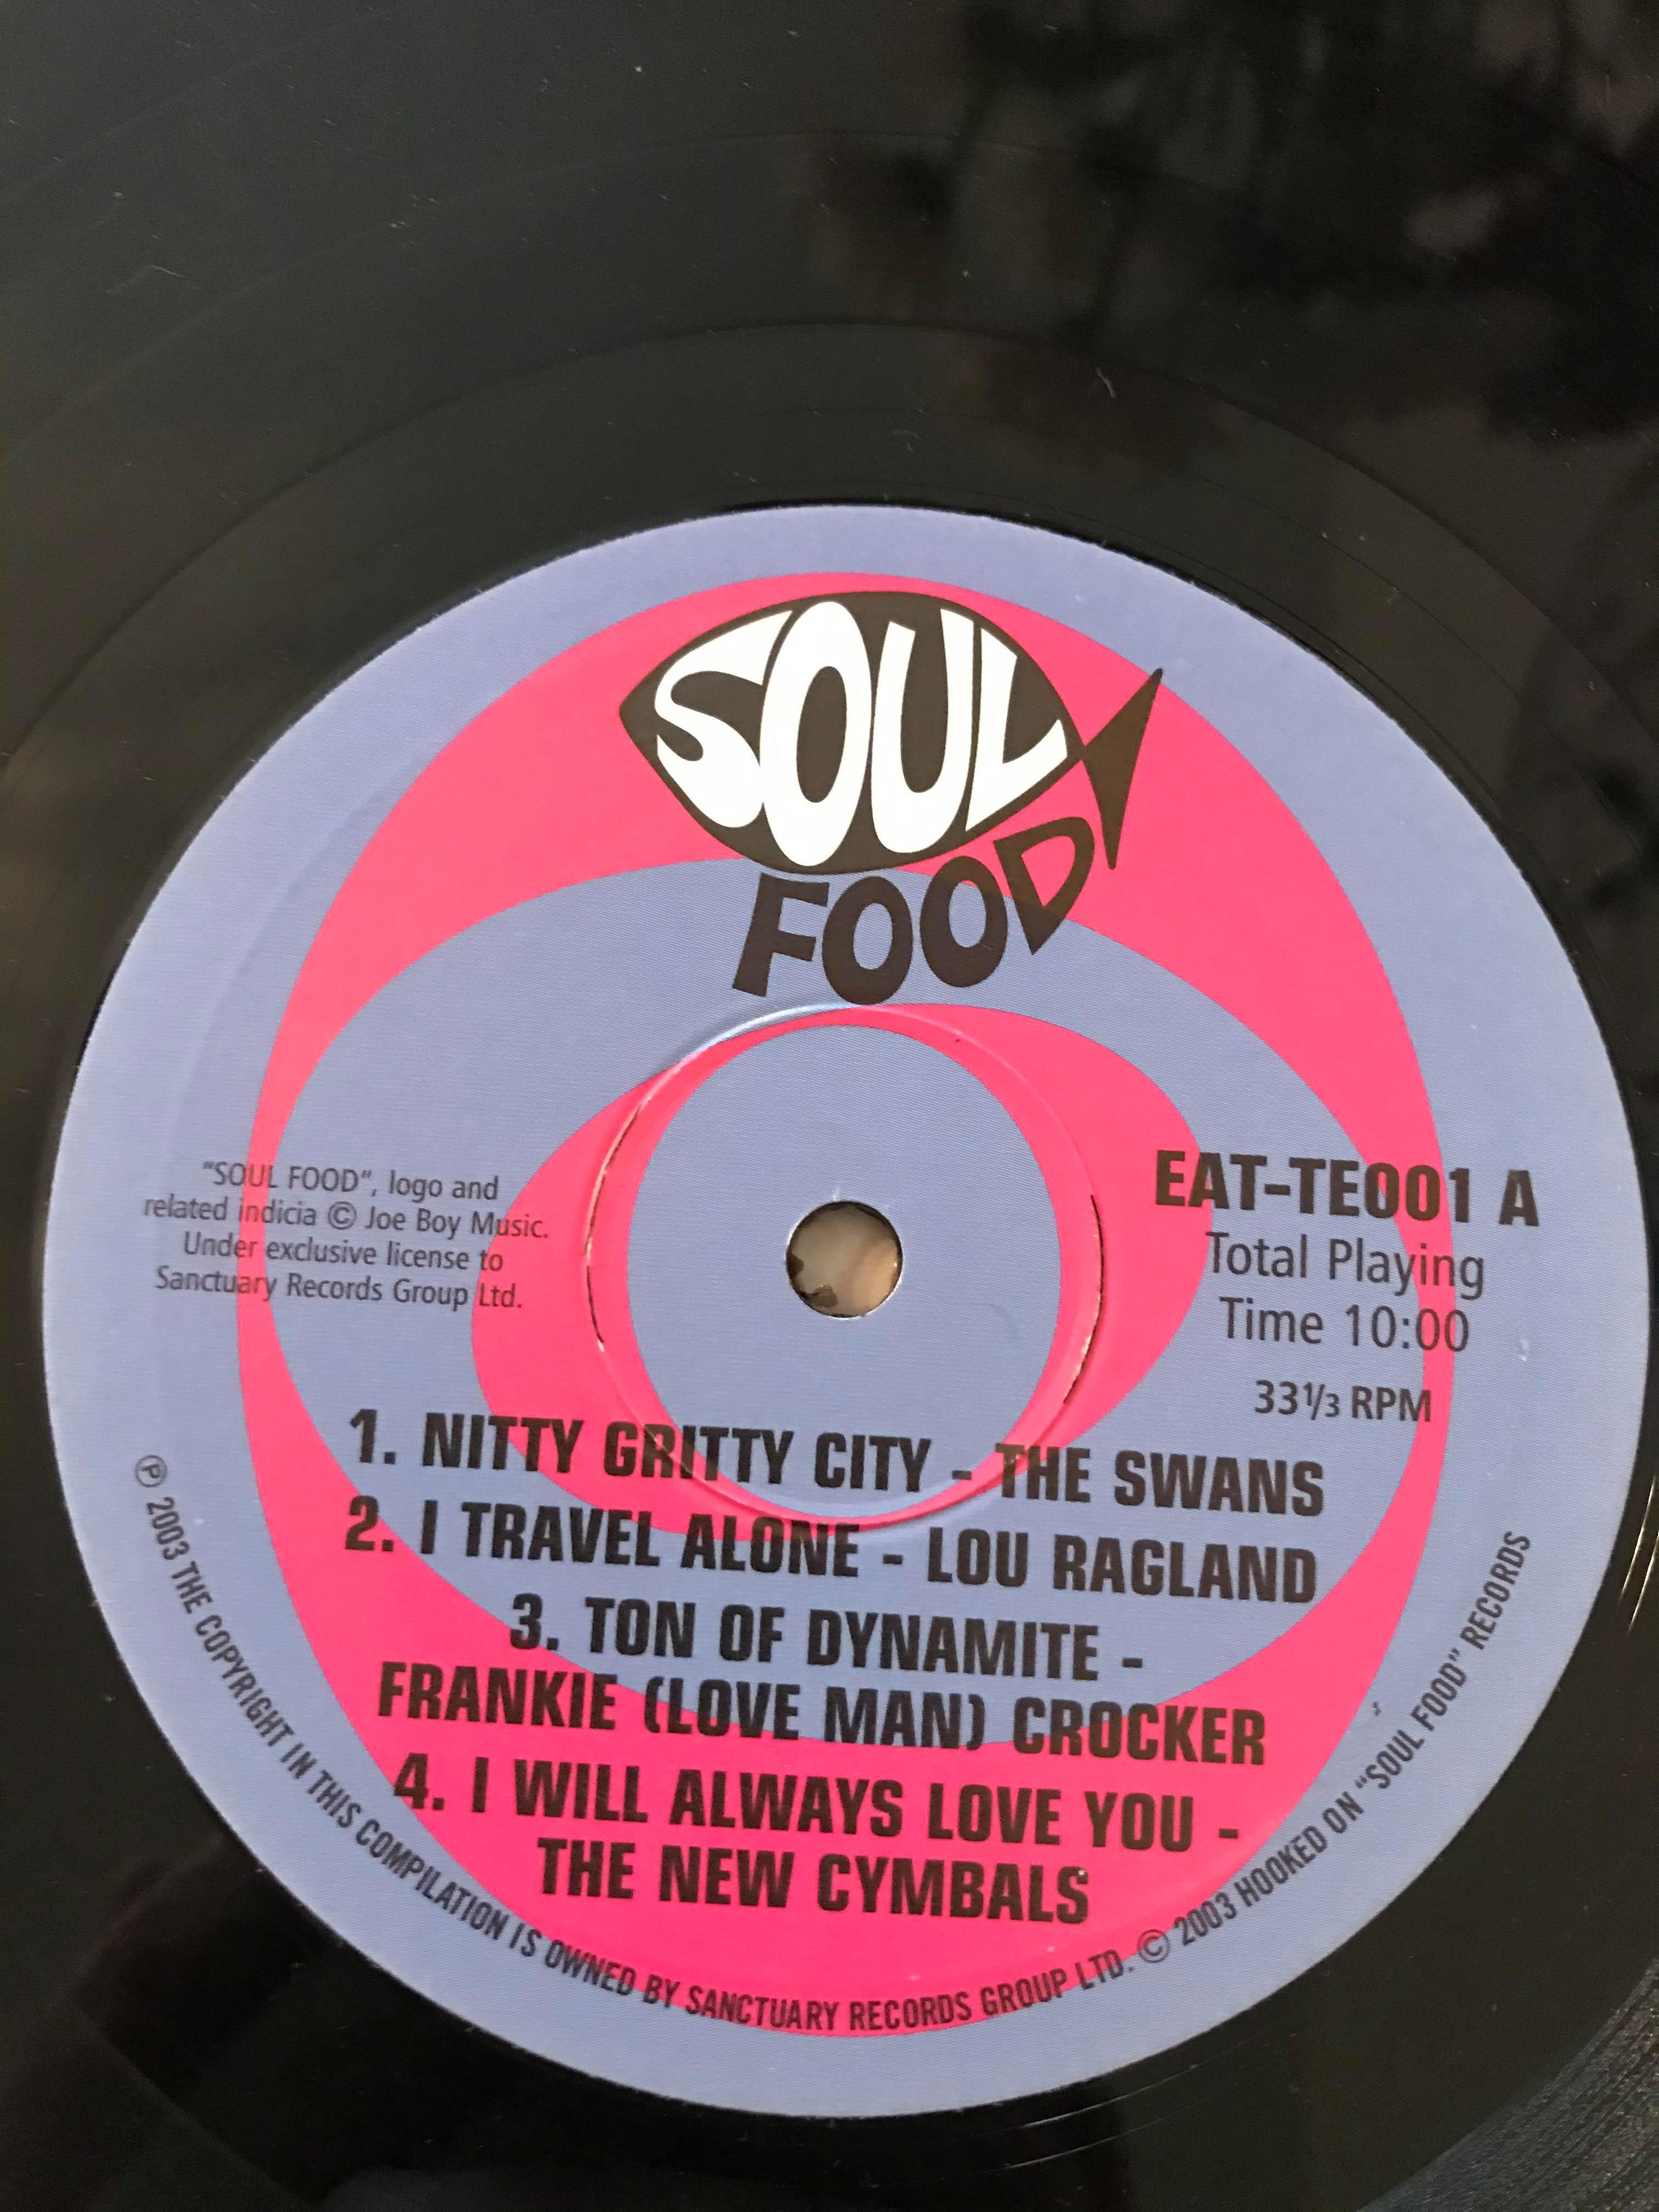 SOUL
FOOD
"SOUL FOOD", logo and
related indicia © Joe Boy Music.
Under exclusive license to
Sanctuary Records Group Ltd.
EAT-TE001 A
Total Playing
Time 10:00
33 1/3 RPM
1. NITTY GRITTY CITY - THE SWANS
2. I TRAVEL ALONE - LOU RAGLAND
3. TON OF DYNAMITE -
FRANKIE (LOVE MAN) CROCKER
4. I WILL ALWAYS LOVE YOU -
THE NEW CYMBALS
℗ 2003 THE COPYRIGHT IN THIS COMPILATION IS OWNED BY SANCTUARY RECORDS GROUP LTD. © 2003 HOOKED ON "SOUL FOOD" RECORDS